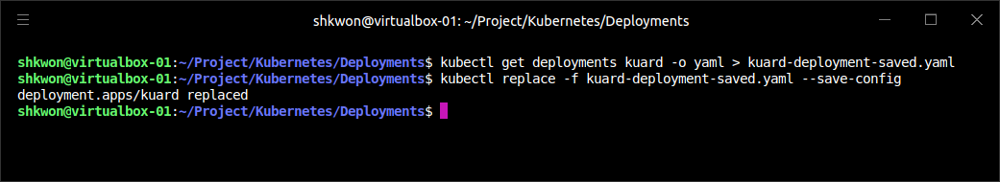 shkwon@virtualbox-01: ~/Project/Kubernetes/Deployments
shkwon@virtualbox-01:~/Project/Kubernetes/Deployments$ kubectl get deployments kuard -o yaml > kuard-deployment-saved.yaml
shkwon@virtualbox-01:~/Project/Kubernetes/Deployments$ kubectl replace -f kuard-deployment-saved.yaml --save-config
deployment.apps/kuard replaced
shkwon@virtualbox-01:~/Project/Kubernetes/Deployments$